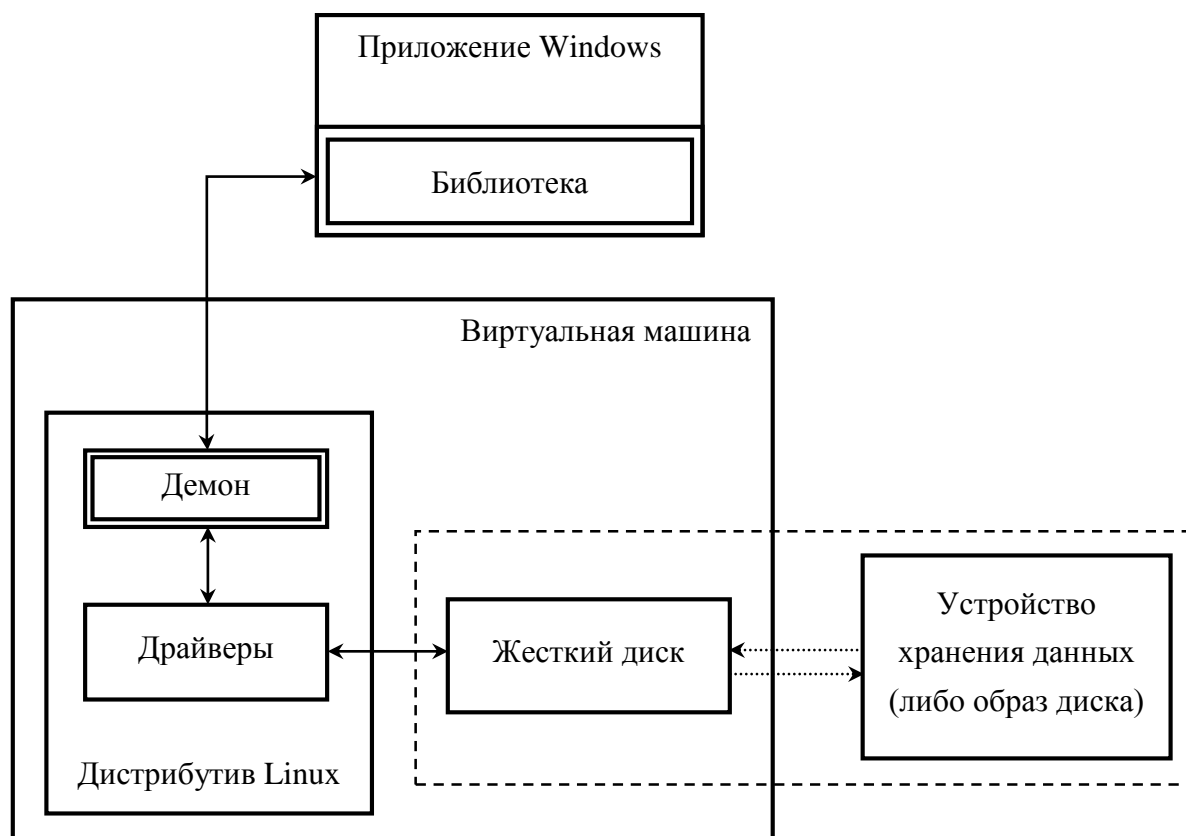 Приложение Windows
Библиотека
Виртуальная машина
Демон
Драйверы
Дистрибутив Linux
Жесткий диск
Устройство
хранения данных
(либо образ диска)